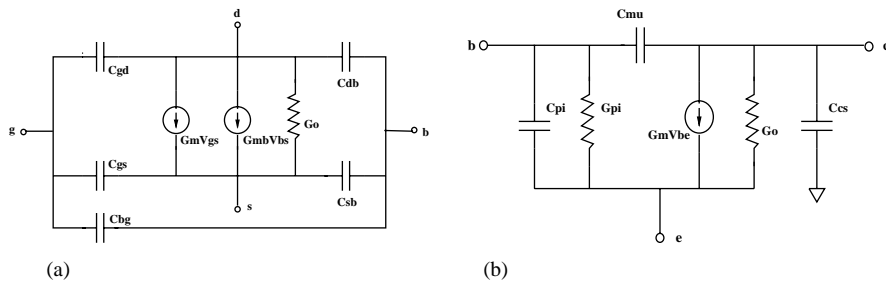 d
Cgd
Cdb
g
GmVgs
GmbVbs
Go
b
Cgs
s
Csb
Cbg
(a)
Cmu
b
c
Cpi
Gpi
GmVbe
Go
Ccs
e
(b)